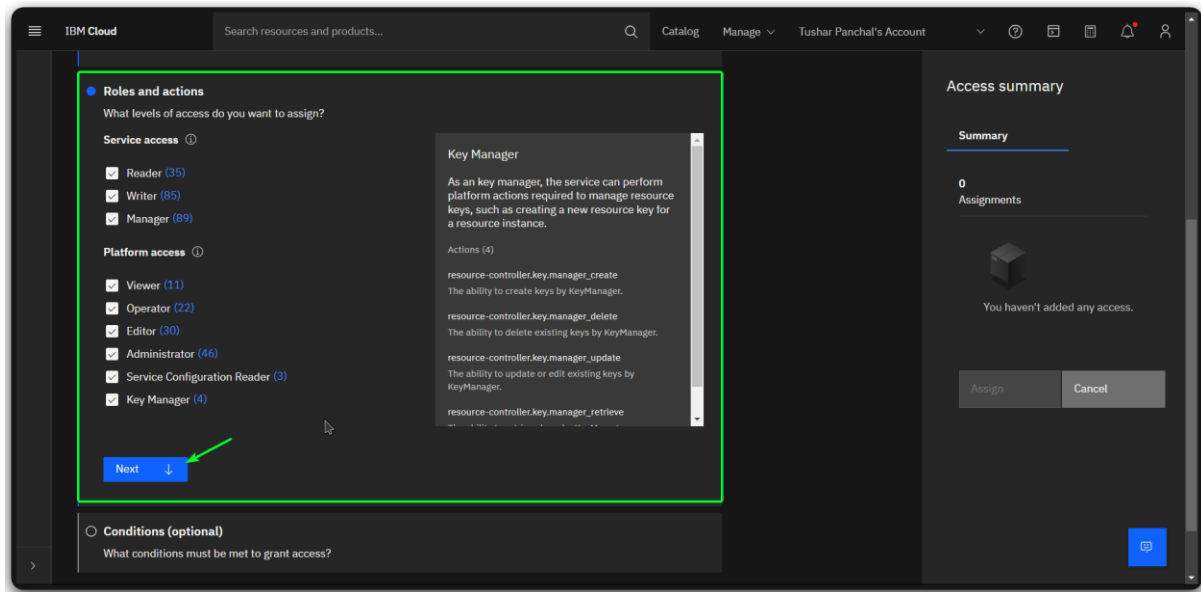 IBM Cloud
Search resources and products...
Catalog
Manage
Tushar Panchal's Account
Roles and actions
What levels of access do you want to assign?
Service access
Reader (35)
Writer (85)
Manager (89)
Platform access
Viewer (11)
Operator (22)
Editor (30)
Administrator (46)
Service Configuration Reader (3)
Key Manager (4)
Key Manager
As an key manager, the service can perform
platform actions required to manage resource
keys, such as creating a new resource key for
a resource instance.
Actions (4)
resource-controller.key.manager_create
The ability to create keys by KeyManager.
resource-controller.key.manager_delete
The ability to delete existing keys by KeyManager.
resource-controller.key.manager_update
The ability to update or edit existing keys by
KeyManager.
resource-controller.key.manager_retrieve
Next
Conditions (optional)
What conditions must be met to grant access?
Access summary
Summary
0
Assignments
You haven't added any access.
Assign
Cancel